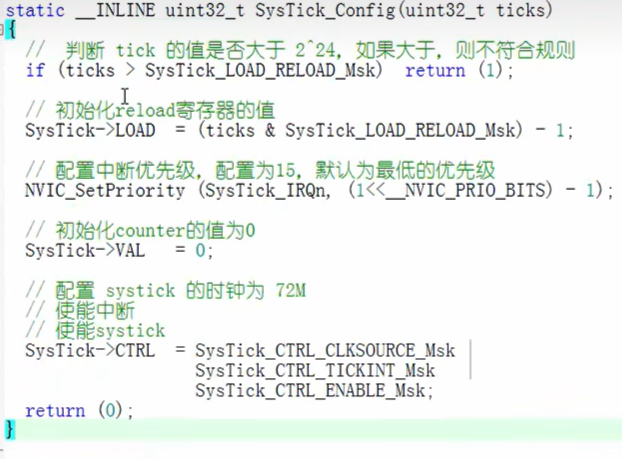 static __INLINE uint32_t SysTick_Config(uint32_t ticks)
{
// 判断 tick 的值是否大于 2^24，如果大于，则不符合规则
if (ticks > SysTick_LOAD_RELOAD_Msk) return (1);
// 初始化reload寄存器的值
SysTick->LOAD = (ticks & SysTick_LOAD_RELOAD_Msk) - 1;
// 配置中断优先级，配置为15，默认为最低的优先级
NVIC_SetPriority (SysTick_IRQn, (1<<__NVIC_PRIO_BITS) - 1);
// 初始化counter的值为0
SysTick->VAL = 0;
// 配置 systick 的时钟为 72M
// 使能中断
// 使能systick
SysTick->CTRL = SysTick_CTRL_CLKSOURCE_Msk |
SysTick_CTRL_TICKINT_Msk |
SysTick_CTRL_ENABLE_Msk;
return (0);
}